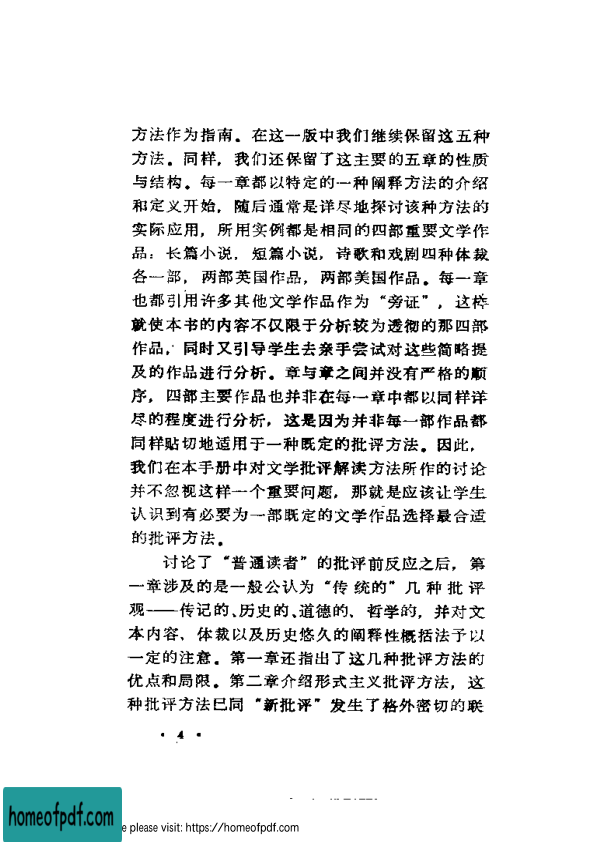 方法作为指南。在这一版中我们继续保留这五种
方法。同样，我们还保留了这主要的五章的性质
与结构。每一章都以特定的一种阐释方法的介绍
和定义开始，随后通常是详尽地探讨该种方法的
实际应用，所用实例都是相同的四部重要文学作
品：长篇小说，短篇小说，诗歌和戏剧四种体裁
各一部，两部英国作品，两部美国作品。每一章
也都引用许多其他文学作品作为“旁证”，这样
就使本书的内容不仅限于分析较为透彻的那四部
作品，同时又引导学生去亲手尝试对这些简略提
及的作品进行分析。章与章之间并没有严格的顺
序，四部主要作品也并非在每一章中都以同样详
尽的程度进行分析，这是因为并非每一部作品都
同样贴切地适用于一种既定的批评方法。因此，
我们在本手册中对文学批评解读方法所作的讨论
并不忽视这样一个重要问题，那就是应该让学生
认识到有必要为一部既定的文学作品选择最合适
的批评方法。
讨论了“普通读者”的批评前反应之后，第
一章涉及的是一般公认为“传统的”几种批评
观——传记的、历史的、道德的、哲学的，并对文
本内容、体裁以及历史悠久的阐释性概括法予以
一定的注意。第一章还指出了这几种批评方法的
优点和局限。第二章介绍形式主义批评方法，这
种批评方法已同“新批评”发生了格外密切的联
· 4 ·
homeofpdf.com
e please visit: https://homeofpdf.com